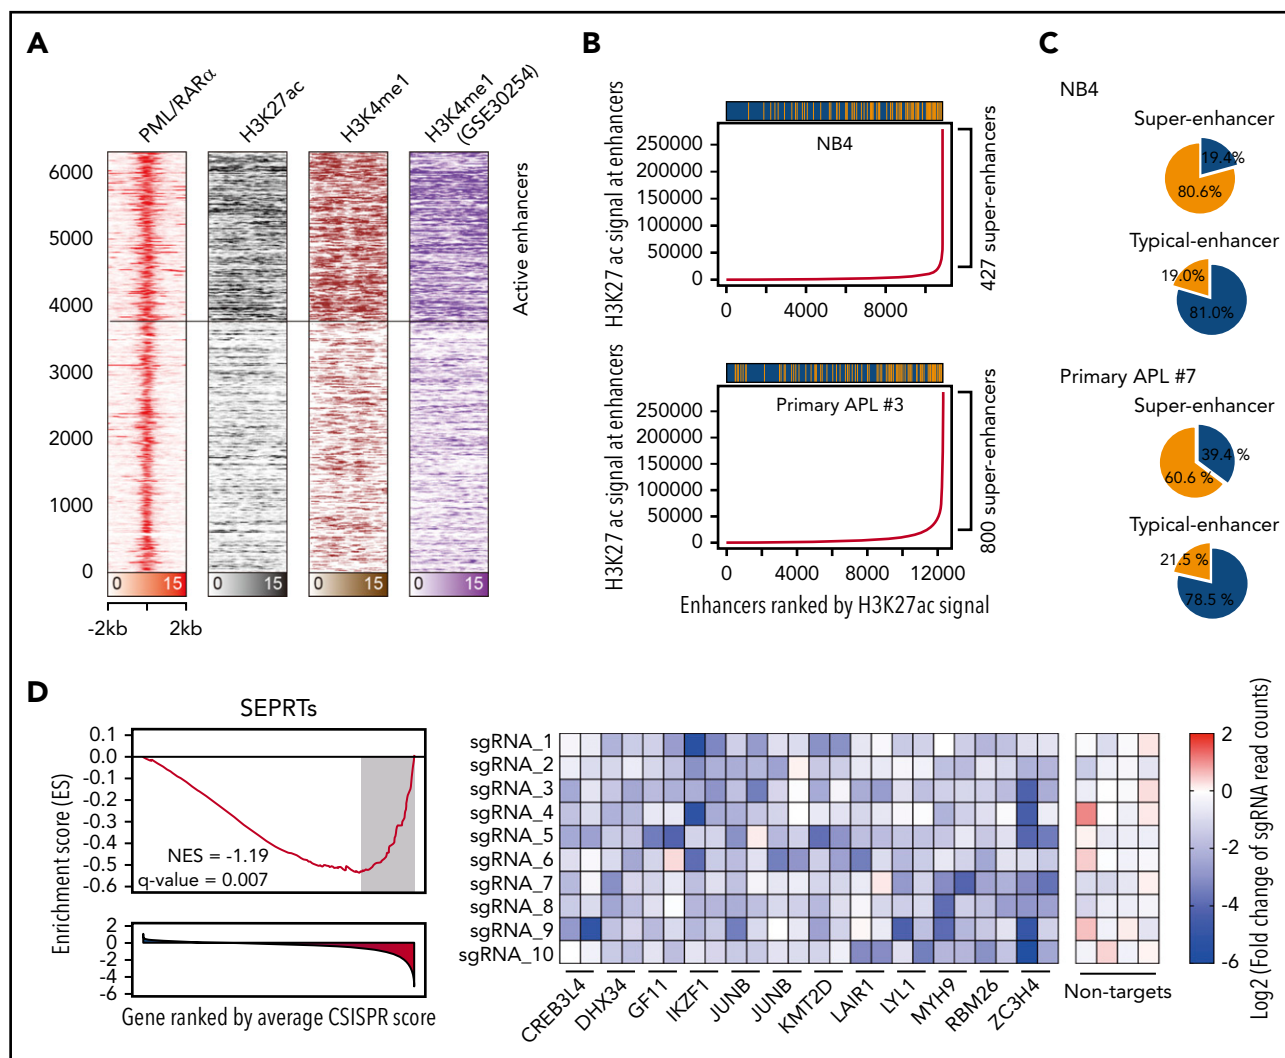 A
PML/RARα
H3K27ac
H3K4me1
H3K4me1
(GSE30254)
6000
5000
4000
3000
2000
1000
0
Active enhancers
0 15
0 15
0 15
0 15
-2kb 2kb
B
H3K27 ac signal at enhancers
NB4
250000
200000
150000
100000
50000
0
0 4000 8000
427 super-enhancers
H3K27 ac signal at enhancers
Primary APL #3
250000
200000
150000
100000
50000
0
0 4000 8000 12000
800 super-enhancers
Enhancers ranked by H3K27ac signal
C
NB4
Super-enhancer
19.4%
80.6%
Typical-enhancer
19.0%
81.0%
Primary APL #7
Super-enhancer
39.4 %
60.6 %
Typical-enhancer
21.5 %
78.5 %
D
SEPRTs
Enrichment score (ES)
0.1
0.0
-0.1
-0.2
-0.3
-0.4
-0.5
-0.6
NES = -1.19
q-value = 0.007
2
0
-2
-4
-6
Gene ranked by average CSISPR score
sgRNA_1
sgRNA_2
sgRNA_3
sgRNA_4
sgRNA_5
sgRNA_6
sgRNA_7
sgRNA_8
sgRNA_9
sgRNA_10
CREB3L4
DHX34
GF11
IKZF1
JUNB
JUNB
KMT2D
LAIR1
LYL1
MYH9
RBM26
ZC3H4
Non-targets
2
0
-2
-4
-6
Log2 (Fold change of sgRNA read counts)